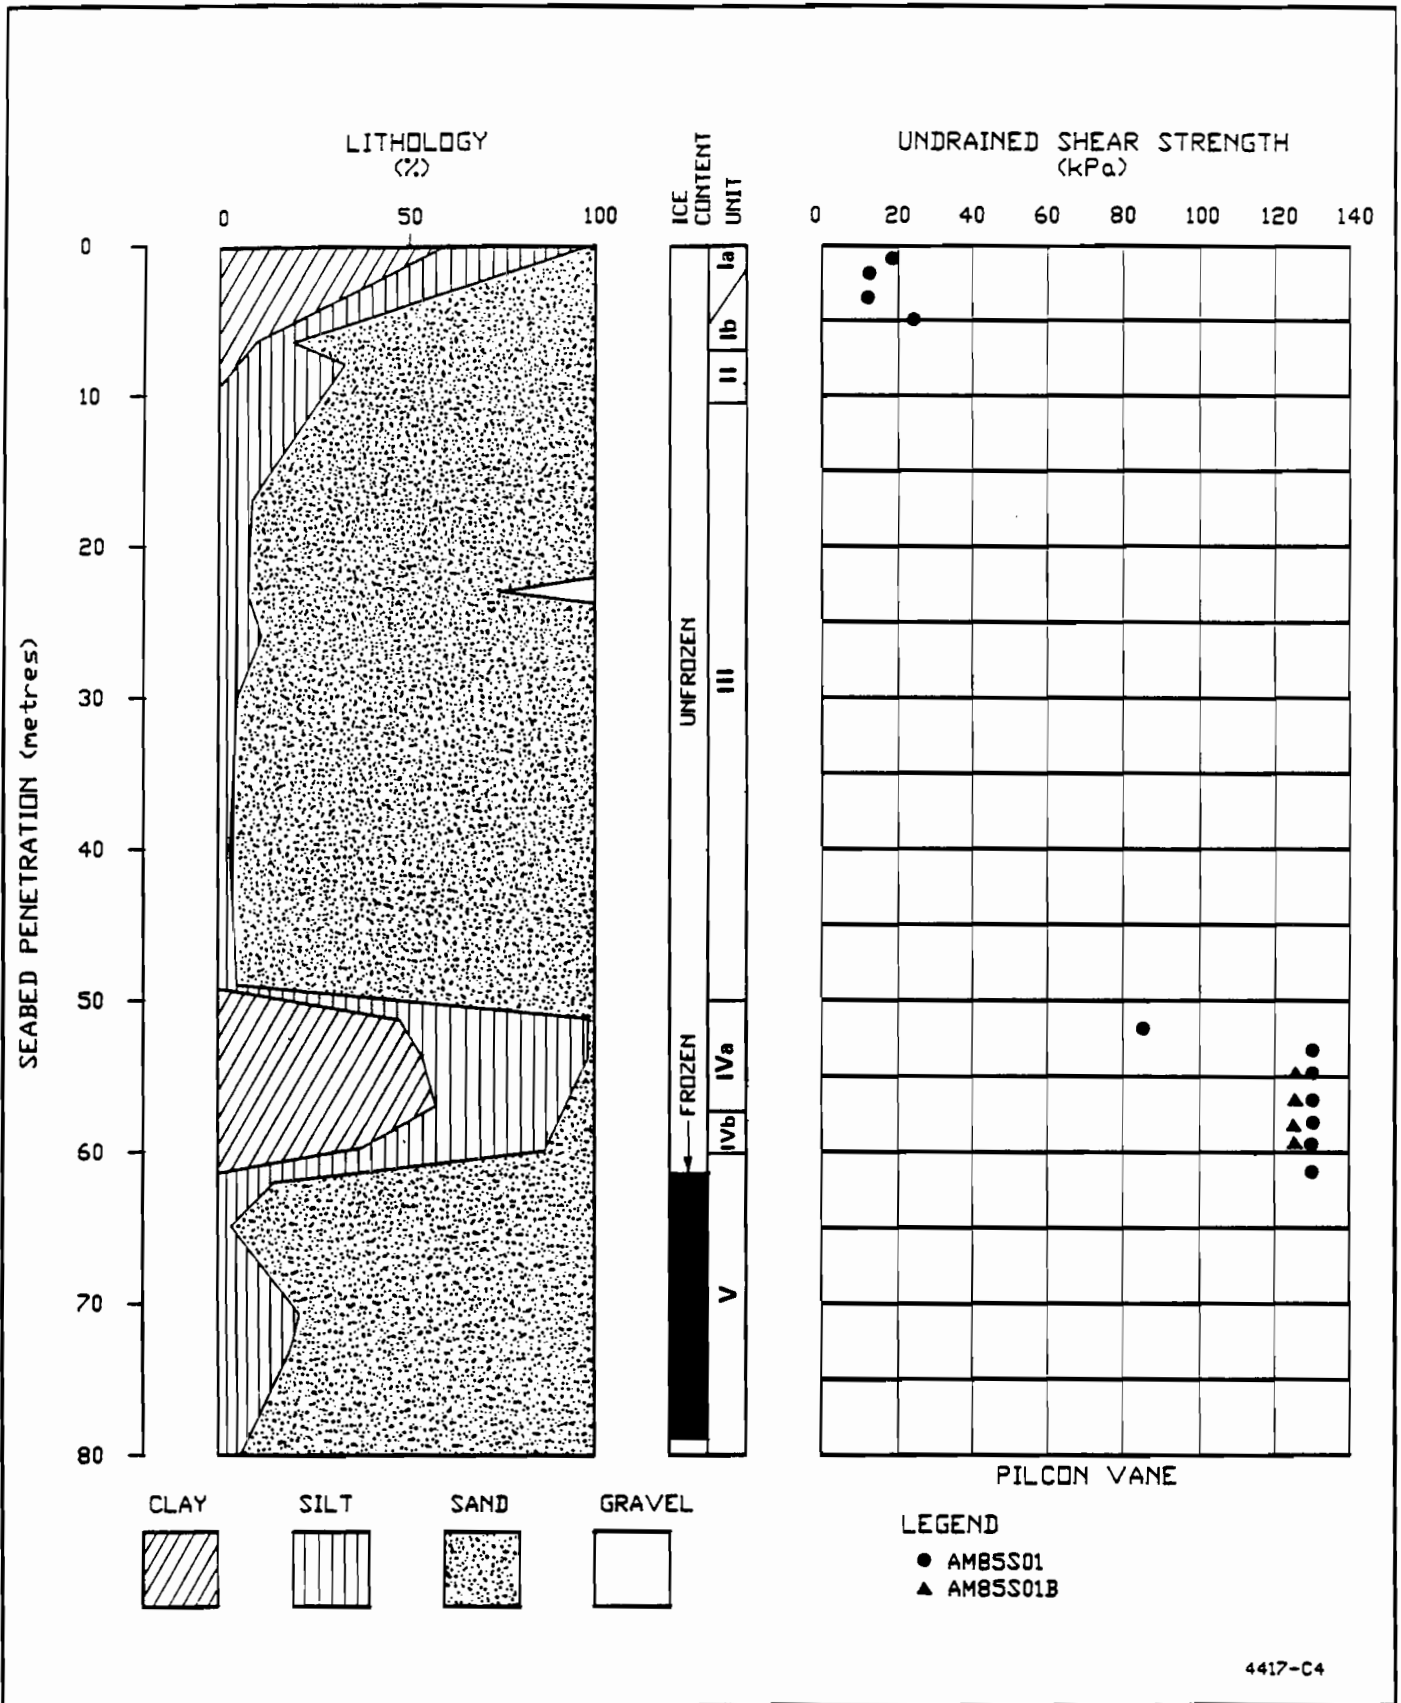 LITHOLOGY
(%)
ICE
CONTENT
UNIT
UNDRAINED SHEAR STRENGTH
(kPa)
0 50 100
0 20 40 60 80 100 120 140
SEABED PENETRATION (metres)
0
10
20
30
40
50
60
70
80
UNFROZEN
FROZEN
Ia
Ib
II
III
IVa
IVb
V
PILCON VANE
CLAY SILT SAND GRAVEL
LEGEND
AM85S01
AM85S01B
4417-C4